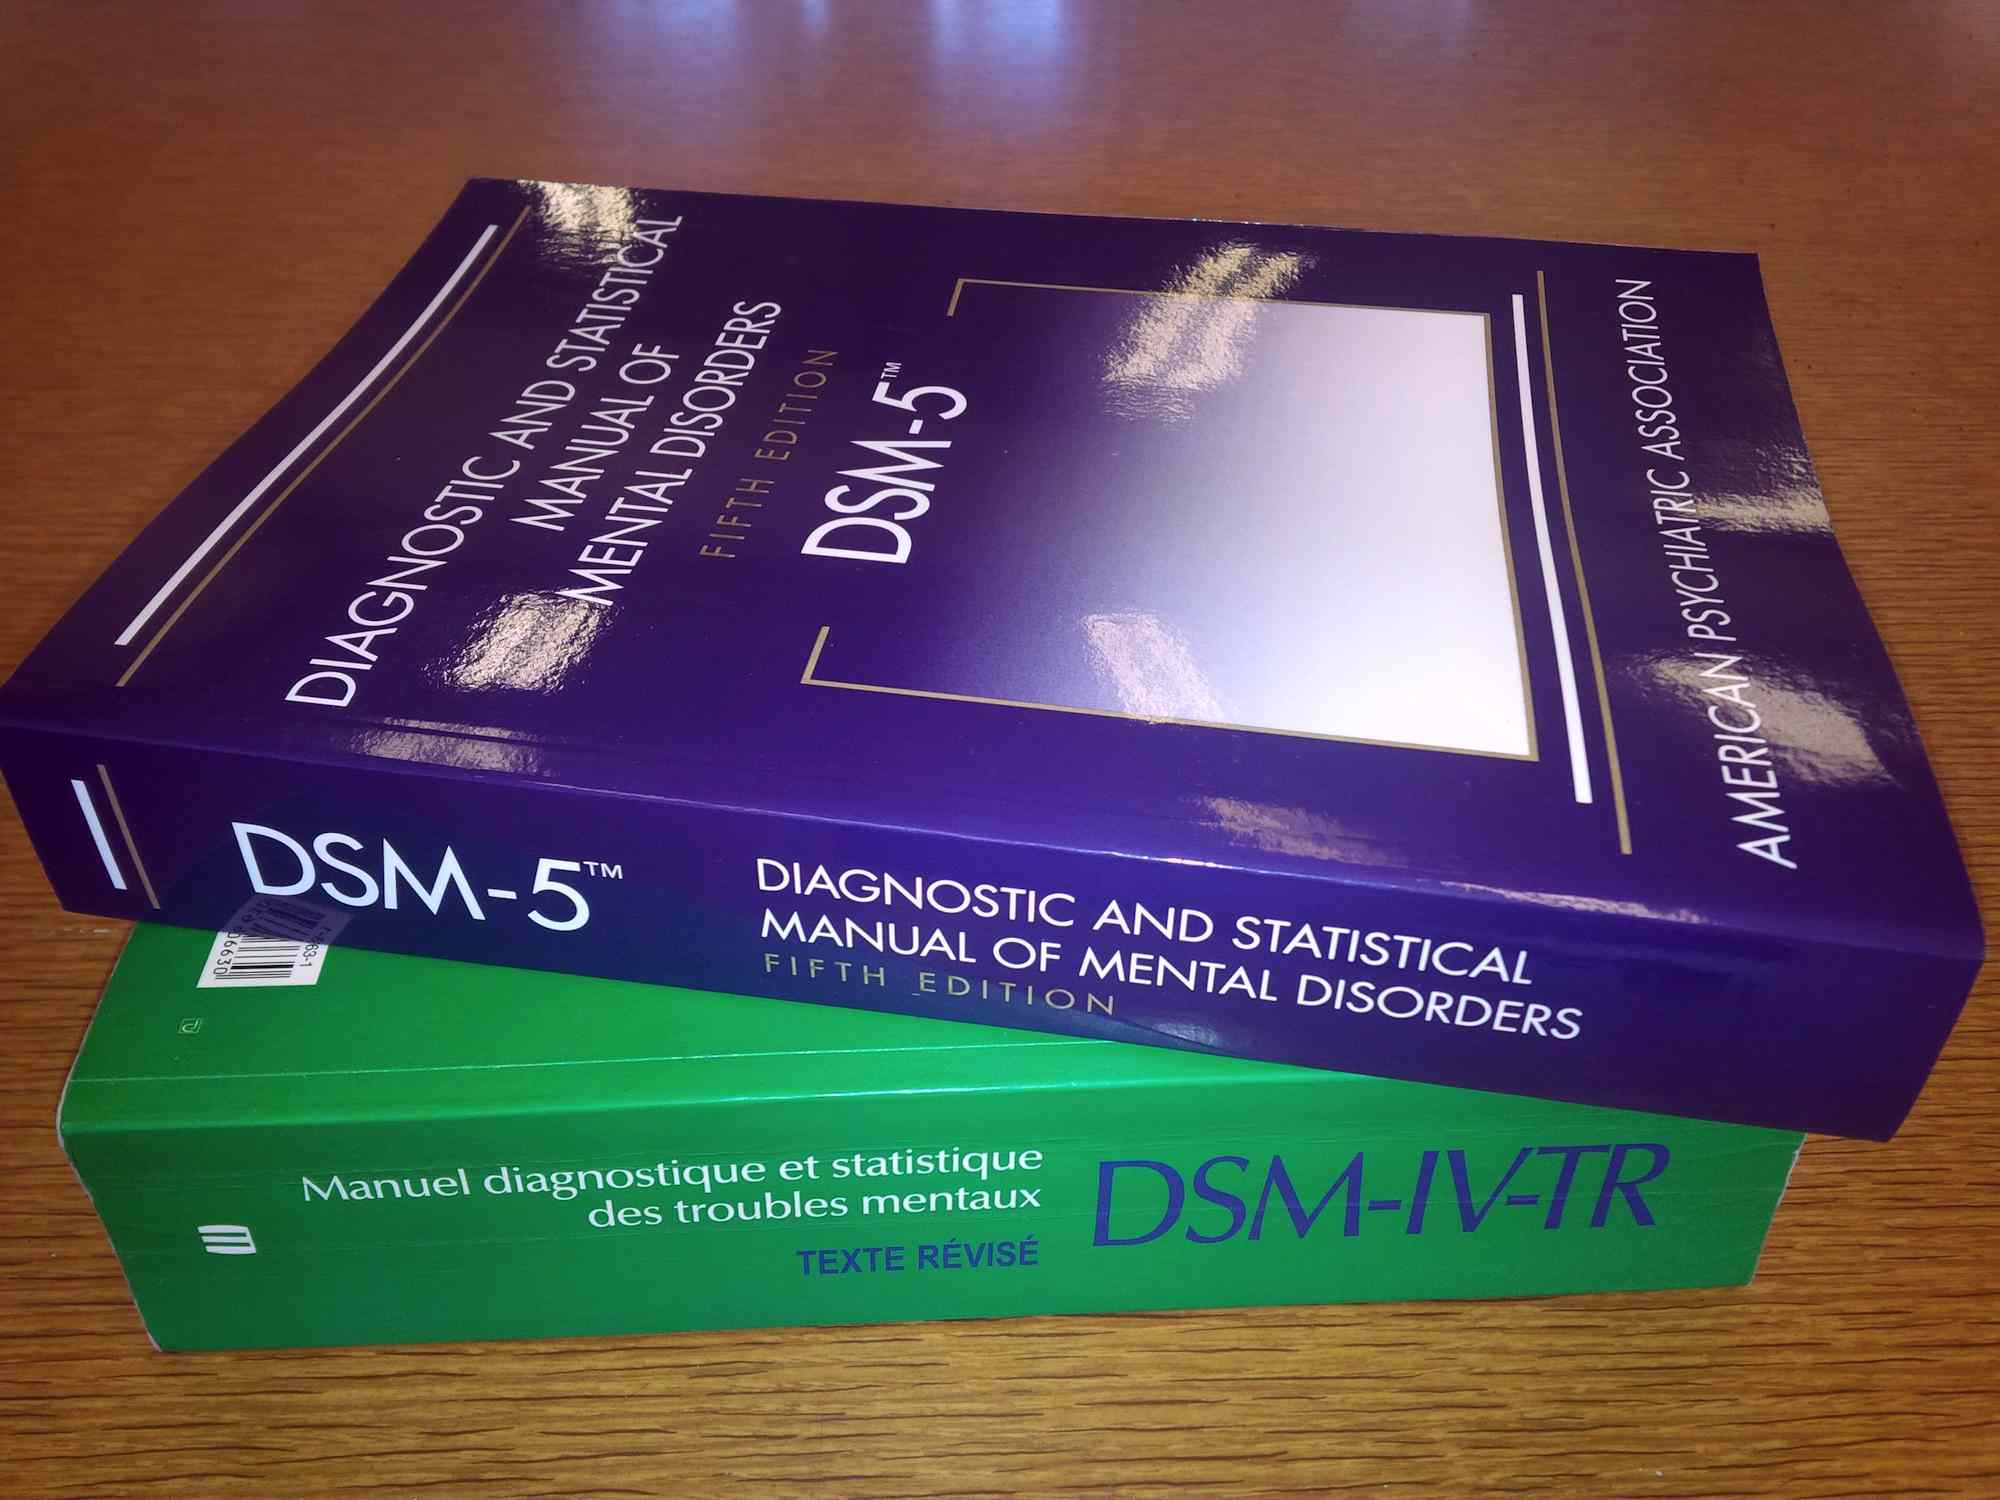 DIAGNOSTIC AND STATISTICAL
MANUAL OF
MENTAL DISORDERS
FIFTH EDITION
DSM-5™
AMERICAN PSYCHIATRIC ASSOCIATION
DSM-5™
DIAGNOSTIC AND STATISTICAL
MANUAL OF MENTAL DISORDERS
FIFTH EDITION
Manuel diagnostique et statistique
des troubles mentaux
TEXTE RÉVISÉ
DSM-IV-TR